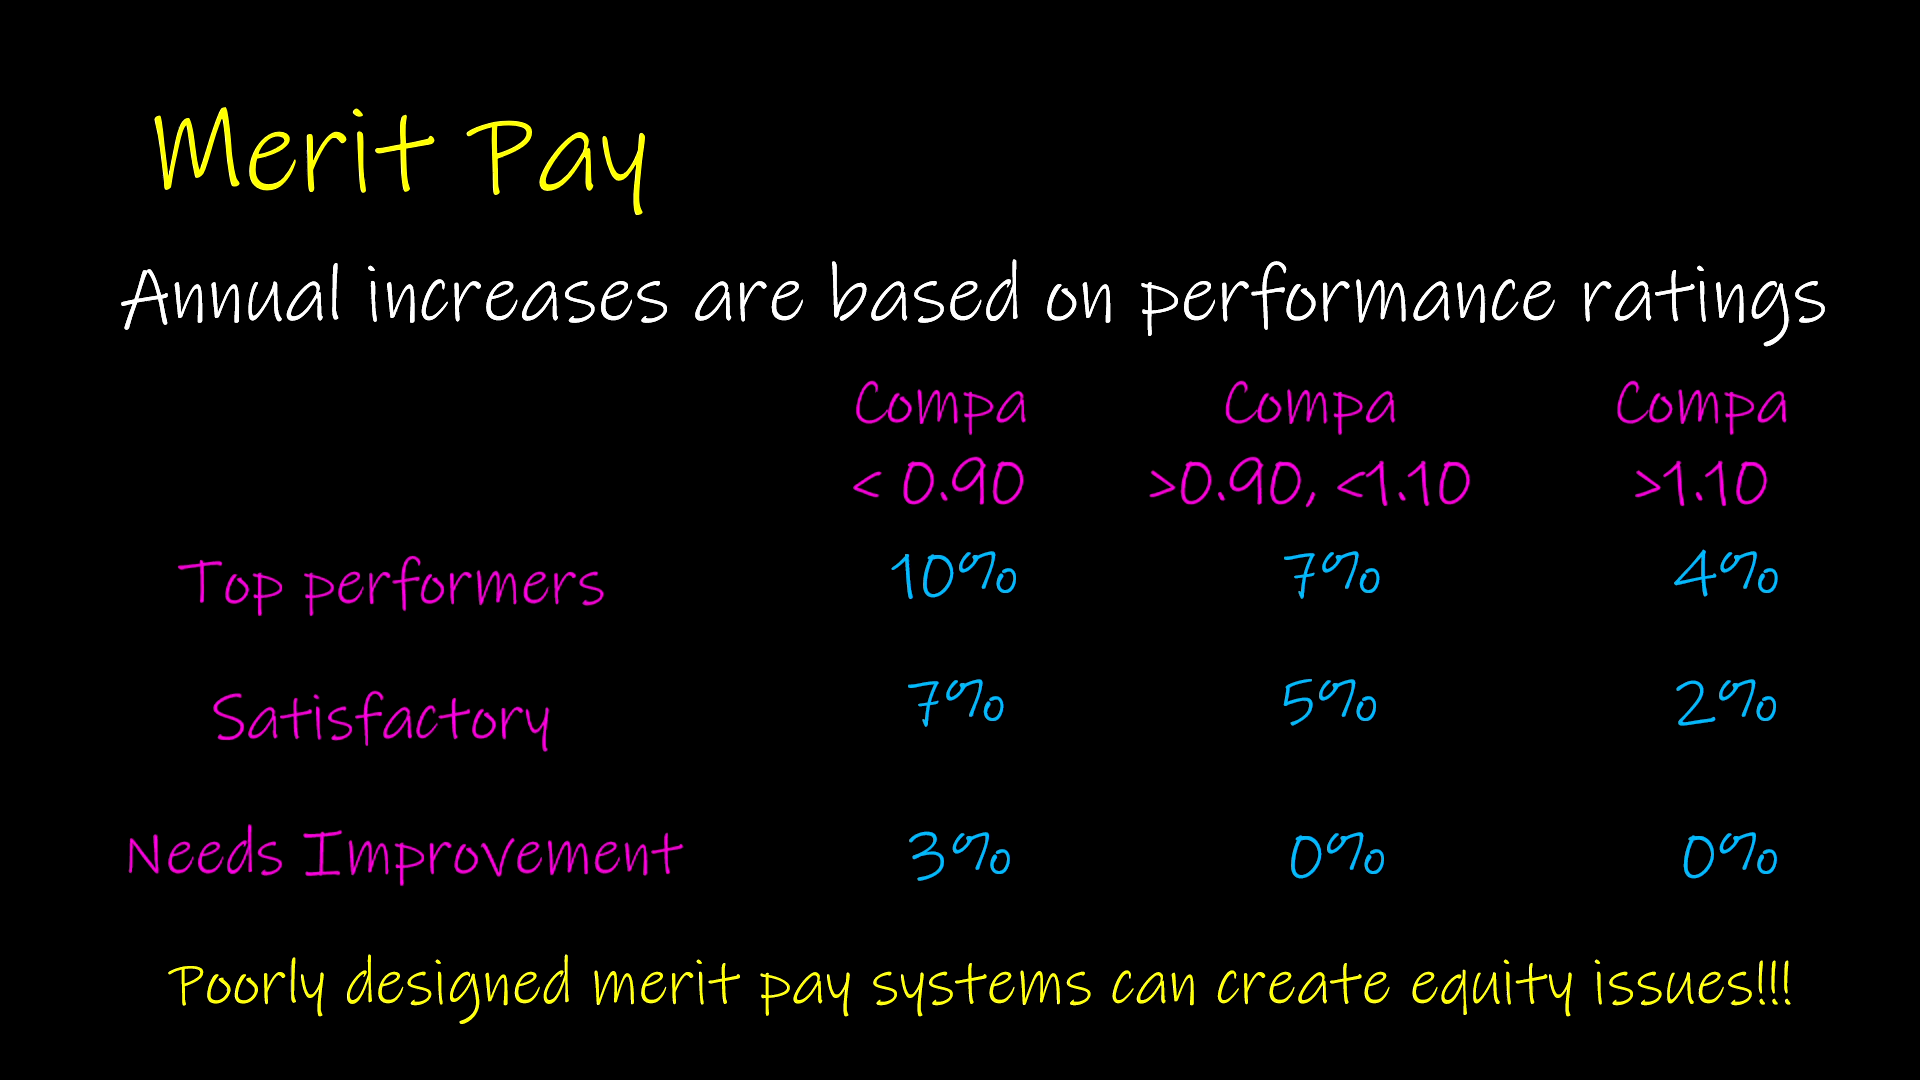 Merit Pay
Annual increases are based on performance ratings
Compa Compa Compa
< 0.90 >0.90, <1.10 >1.10
Top performers 10% 7% 4%
Satisfactory 7% 5% 2%
Needs Improvement 3% 0% 0%
Poorly designed merit pay systems can create equity issues!!!